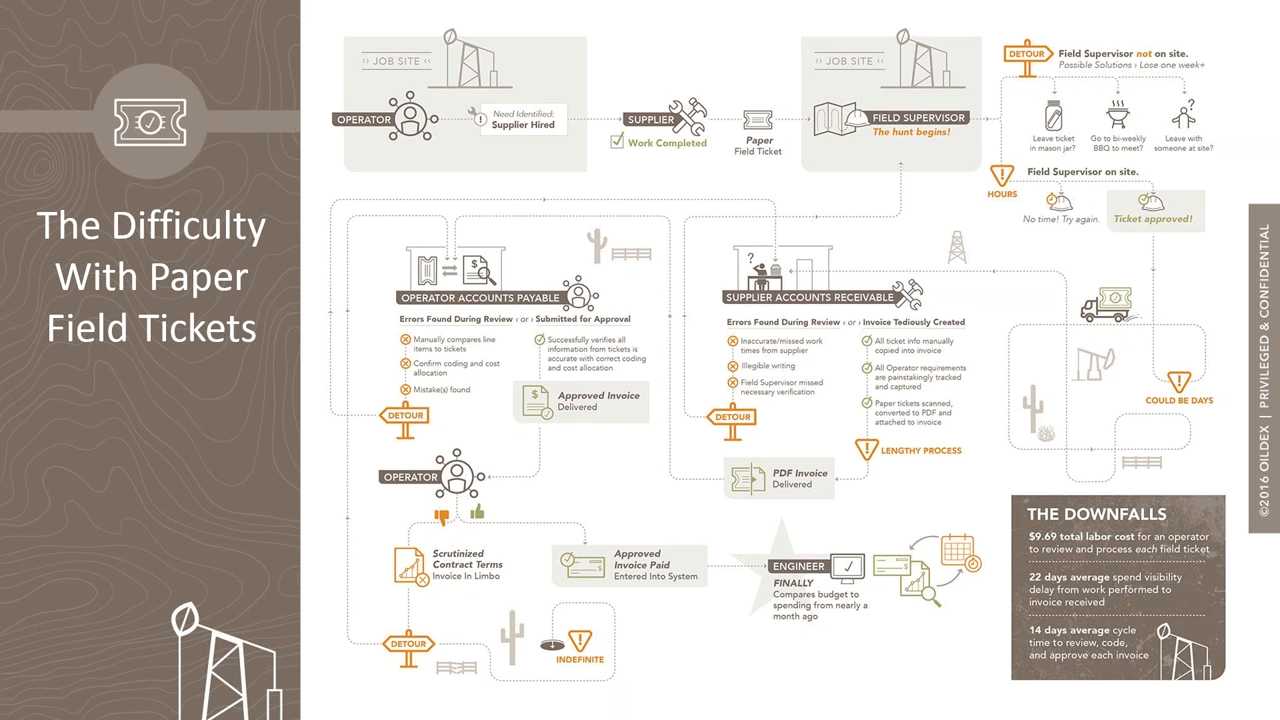 The Difficulty
With Paper
Field Tickets
›› JOB SITE ‹‹
OPERATOR
Need Identified:
Supplier Hired
SUPPLIER
Work Completed
Paper
Field Ticket
›› JOB SITE ‹‹
FIELD SUPERVISOR
The hunt begins!
DETOUR
Field Supervisor not on site.
Possible Solutions › Lose one week+
Leave ticket
in mason jar?
Go to bi-weekly
BBQ to meet?
?
Leave with
someone at site?
HOURS
Field Supervisor on site.
No time! Try again.
Ticket approved!
COULD BE DAYS
$
OPERATOR ACCOUNTS PAYABLE
Errors Found During Review ‹ or › Submitted for Approval
Manually compares line
items to tickets
Confirm coding and cost
allocation
Mistake(s) found
Successfully verifies all
information from tickets is
accurate with correct coding
and cost allocation
$
Approved Invoice
Delivered
DETOUR
?
SUPPLIER ACCOUNTS RECEIVABLE
Errors Found During Review ‹ or › Invoice Tediously Created
Inaccurate/missed work
times from supplier
Illegible writing
Field Supervisor missed
necessary verification
All ticket info manually
copied into invoice
All Operator requirements
are painstakingly tracked
and captured
Paper tickets scanned,
converted to PDF and
attached to invoice
DETOUR
LENGTHY PROCESS
PDF Invoice
Delivered
OPERATOR
Scrutinized
Contract Terms
Invoice In Limbo
Approved
Invoice Paid
Entered Into System
ENGINEER
FINALLY
Compares budget to
spending from nearly a
month ago
$
DETOUR
INDEFINITE
THE DOWNFALLS
$9.69 total labor cost for an operator
to review and process each field ticket
22 days average spend visibility
delay from work performed to
invoice received
14 days average cycle
time to review, code,
and approve each invoice
©2016 OILDEX | PRIVILEGED & CONFIDENTIAL